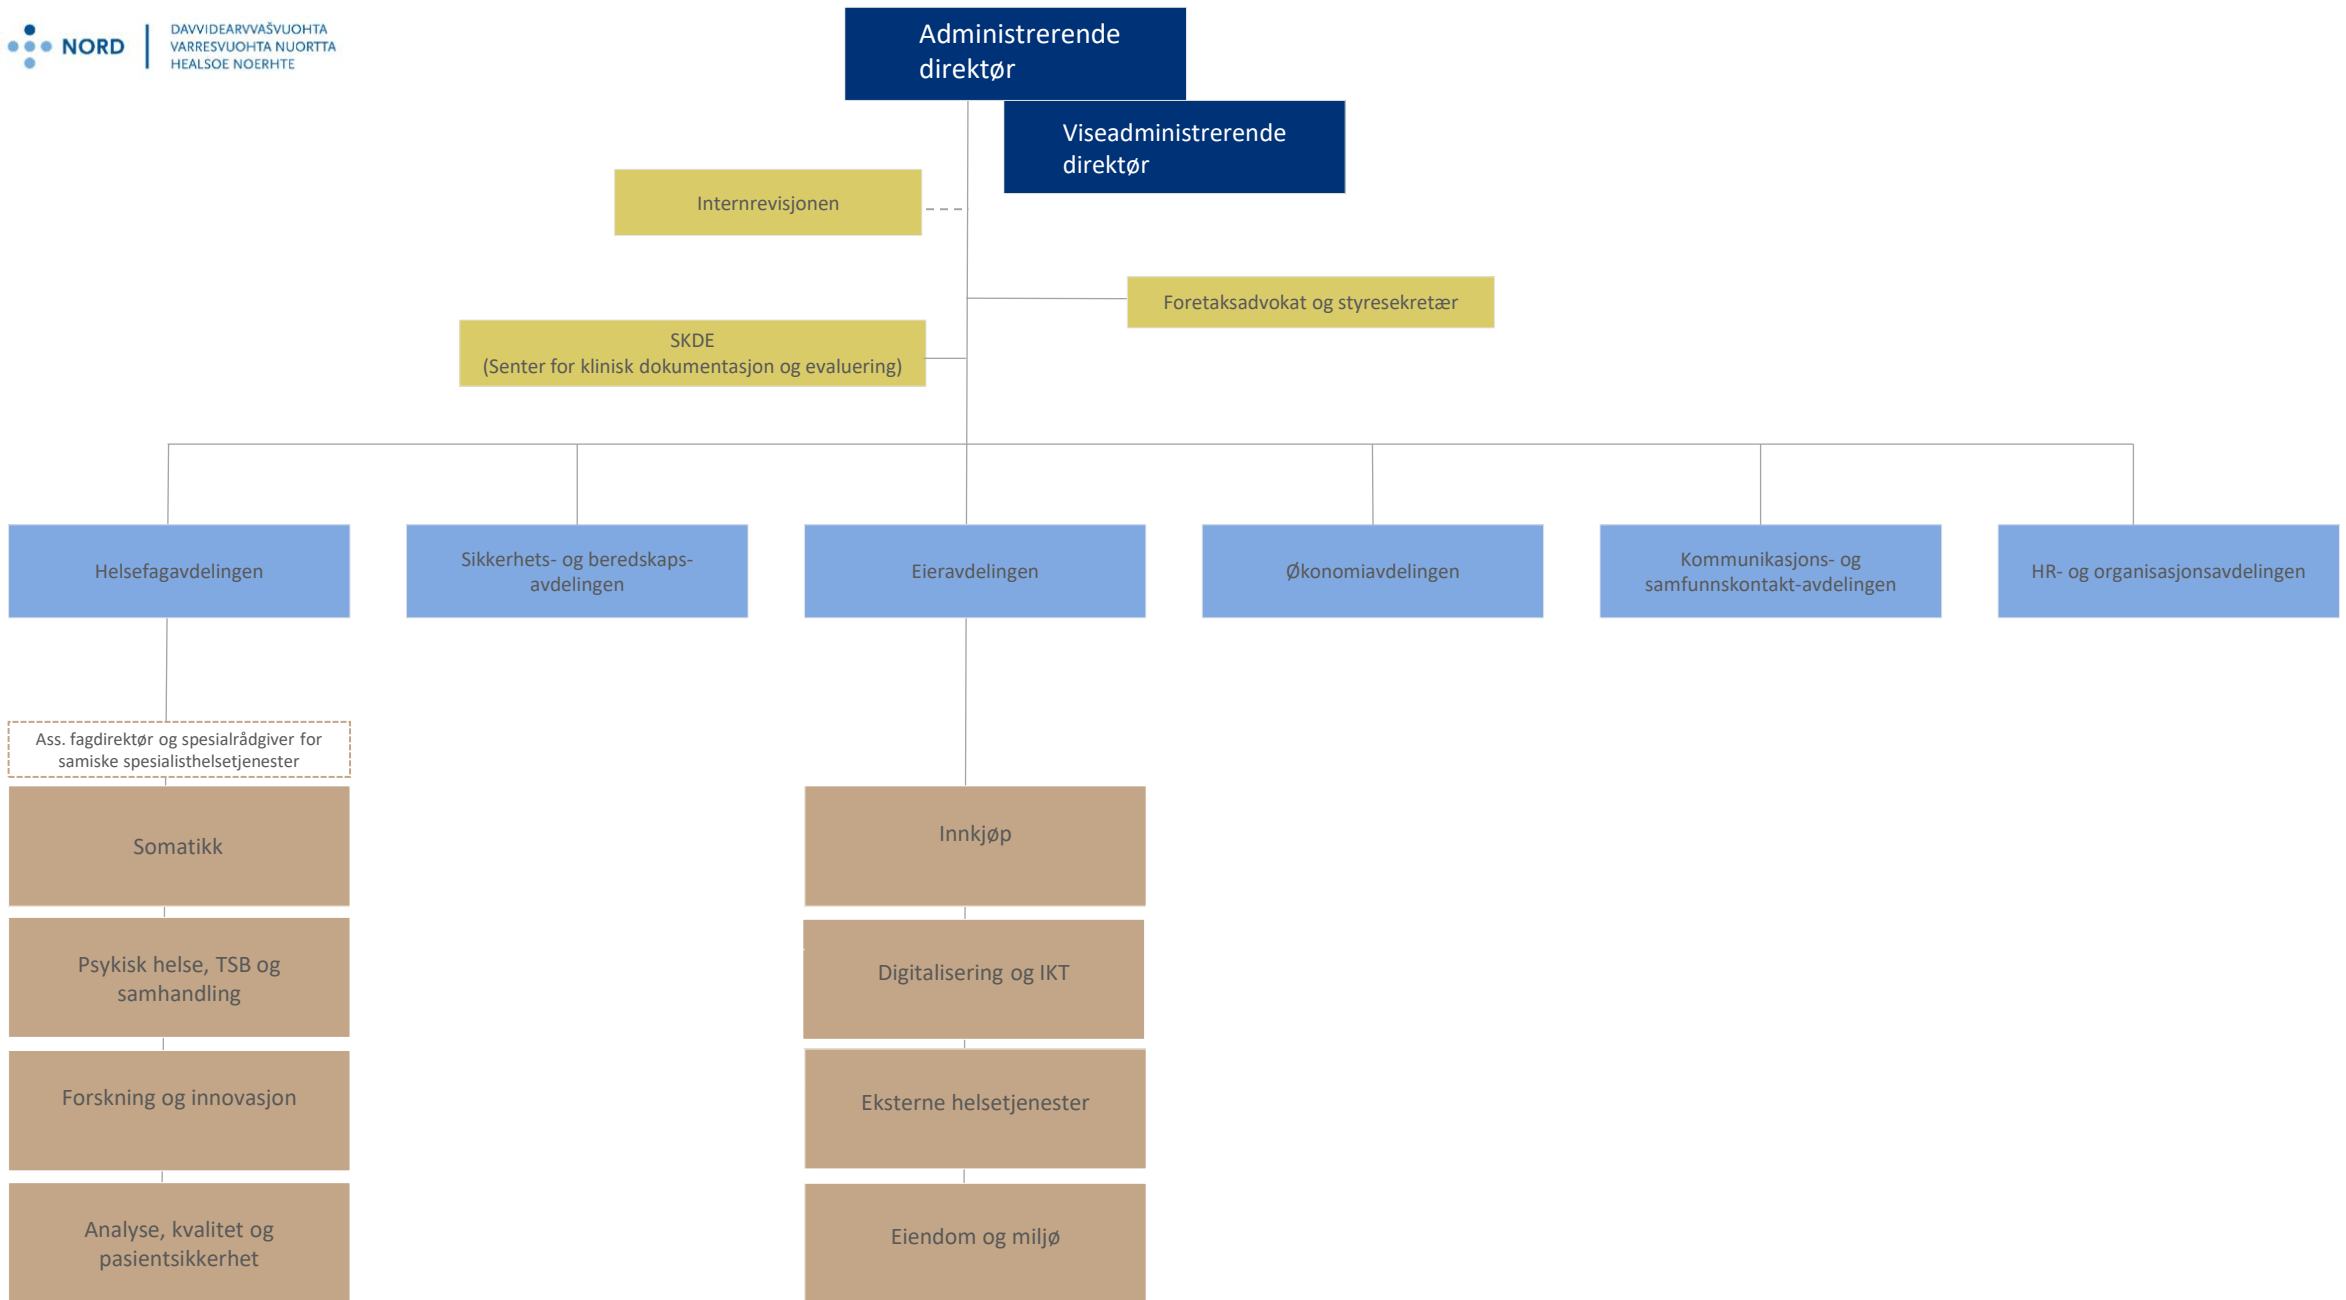 NORD
DAVVIDEARVVAŠVUOHTA
VARRESVUOHTA NUORTTA
HEALSOE NOERHTE
Administrerende
direktør
Viseadministrerende
direktør
Internrevisjonen
Foretaksadvokat og styresekretær
SKDE
(Senter for klinisk dokumentasjon og evaluering)
Helsefagavdelingen
Sikkerhets- og beredskaps-
avdelingen
Eieravdelingen
Økonomiavdelingen
Kommunikasjons- og
samfunnskontakt-avdelingen
HR- og organisasjonsavdelingen
Ass. fagdirektør og spesialrådgiver for
samiske spesialisthelsetjenester
Somatikk
Innkjøp
Psykisk helse, TSB og
samhandling
Digitalisering og IKT
Forskning og innovasjon
Eksterne helsetjenester
Analyse, kvalitet og
pasientsikkerhet
Eiendom og miljø